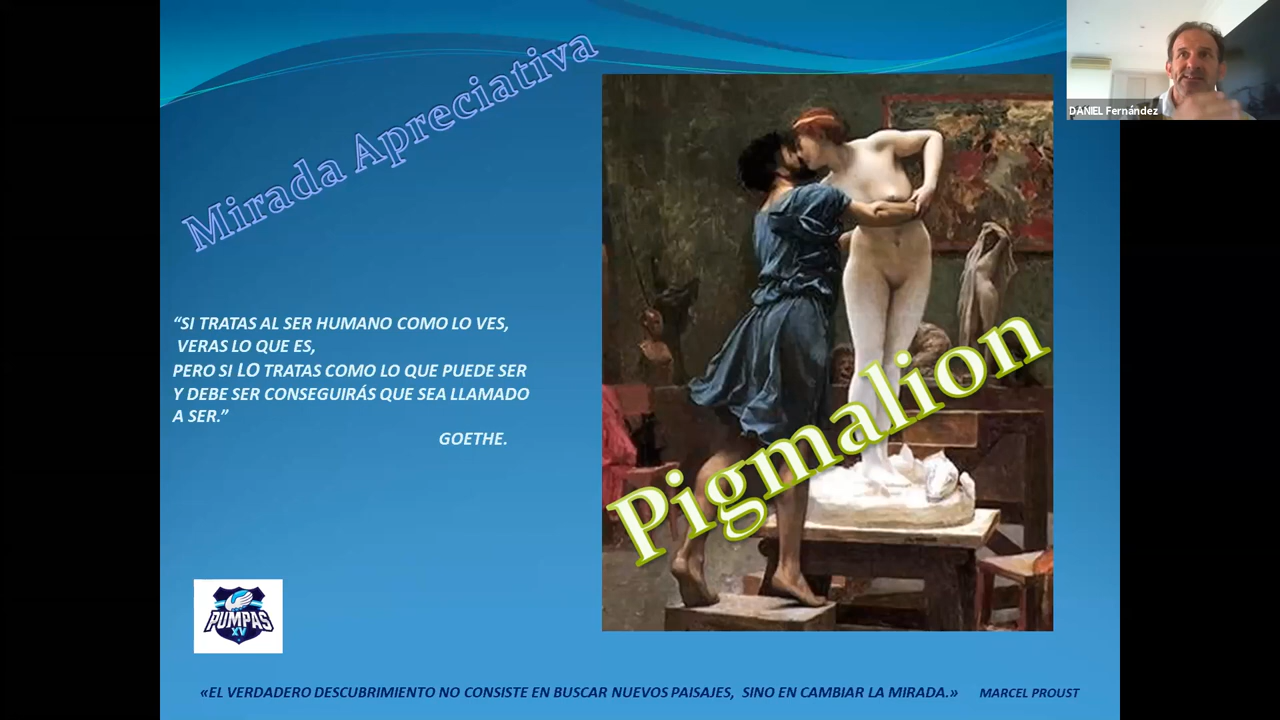 DANIEL Fernández
Mirada Apreciativa
“SI TRATAS AL SER HUMANO COMO LO VES,
VERAS LO QUE ES,
PERO SI LO TRATAS COMO LO QUE PUEDE SER
Y DEBE SER CONSEGUIRÁS QUE SEA LLAMADO
A SER.”
GOETHE.
Pigmalion
PUMPAS
XV
«EL VERDADERO DESCUBRIMIENTO NO CONSISTE EN BUSCAR NUEVOS PAISAJES, SINO EN CAMBIAR LA MIRADA.» MARCEL PROUST